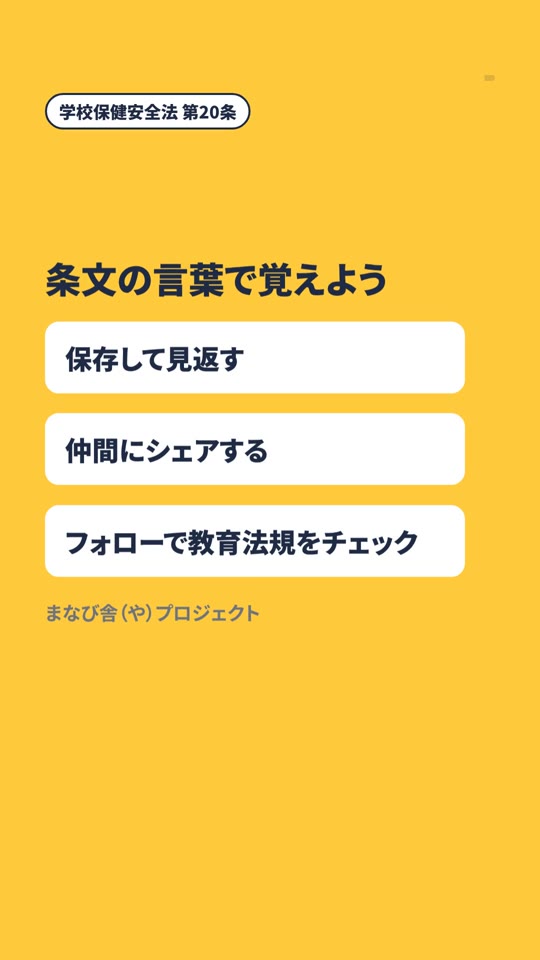 学校保健安全法 第20条
条文の言葉で覚えよう
保存して見返す
仲間にシェアする
フォローで教育法規をチェック
まなび舎（や）プロジェクト